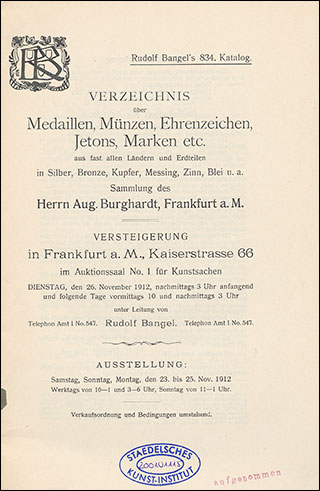 RB
Rudolf Bangel's 834. Katalog.
VERZEICHNIS
über
Medaillen, Münzen, Ehrenzeichen,
Jetons, Marken etc.
aus fast allen Ländern und Erdteilen
in Silber, Bronze, Kupfer, Messing, Zinn, Blei u. a.
Sammlung des
Herrn Aug. Burghardt, Frankfurt a. M.
VERSTEIGERUNG
in Frankfurt a. M., Kaiserstrasse 66
im Auktionssaal No. 1 für Kunstsachen
DIENSTAG, den 26. November 1912, nachmittags 3 Uhr anfangend
und folgende Tage vormittags 10 und nachmittags 3 Uhr
unter Leitung von
Telephon Amt I No. 547. Rudolf Bangel. Telephon Amt I No. 547.
AUSSTELLUNG:
Samstag, Sonntag, Montag, den 23. bis 25. Nov. 1912
Werktags von 10—1 und 3—6 Uhr, Sonntag von 11—1 Uhr.
Verkaufsordnung und Bedingungen umstehend.
STAEDELSCHES
KUNST-INSTITUT
aufgenommen